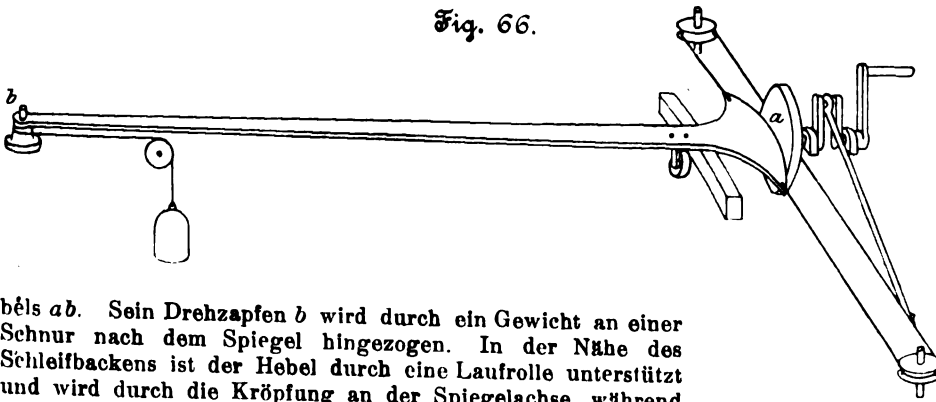 Fig. 66.
b
a
bels ab. Sein Drehzapfen b wird durch ein Gewicht an einer
Schnur nach dem Spiegel hingezogen. In der Nähe des
Schleifbackens ist der Hebel durch eine Laufrolle unterstützt
und wird durch die Kröpfung an der Spiegelachse, während